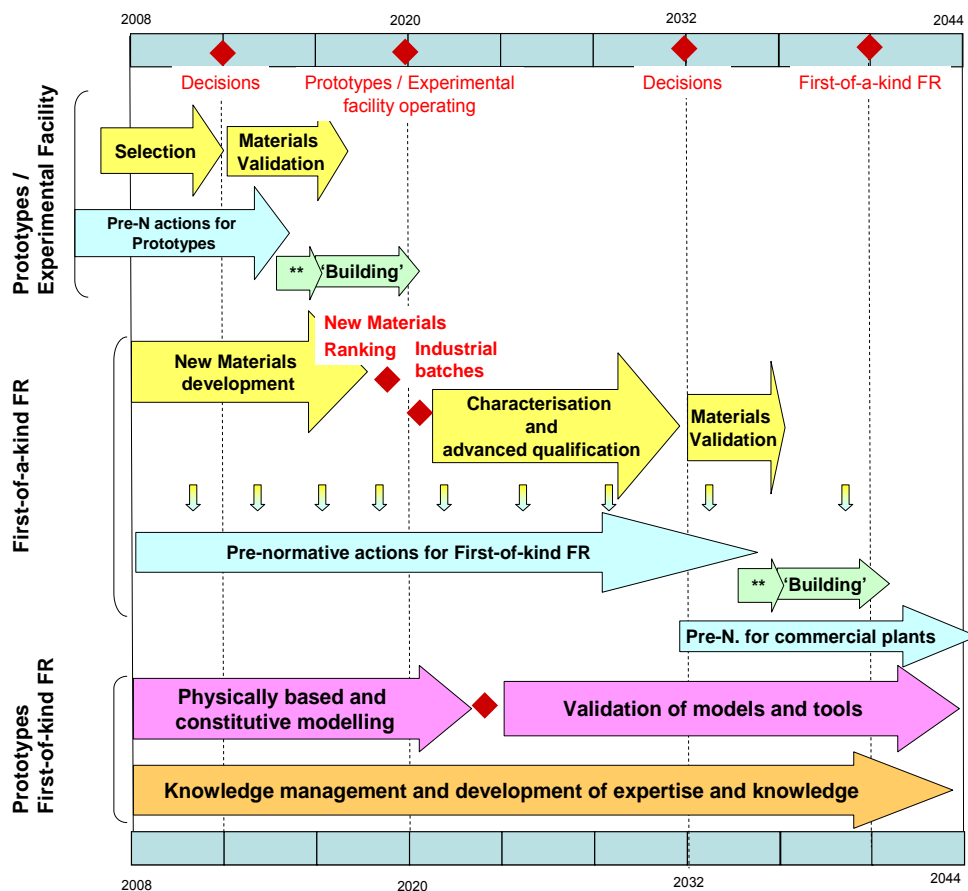 2008
2020
2032
2044
Decisions
Prototypes / Experimental
facility operating
Decisions
First-of-a-kind FR
Prototypes /
Experimental Facility
Selection
Materials
Validation
Pre-N actions for
Prototypes
**
‘Building’
First-of-a-kind FR
New Materials
development
New Materials
Ranking
Industrial
batches
Characterisation
and
advanced qualification
Materials
Validation
Pre-normative actions for First-of-kind FR
**
‘Building’
Pre-N. for commercial plants
Prototypes
First-of-kind FR
Physically based and
constitutive modelling
Validation of models and tools
Knowledge management and development of expertise and knowledge
2008
2020
2032
2044